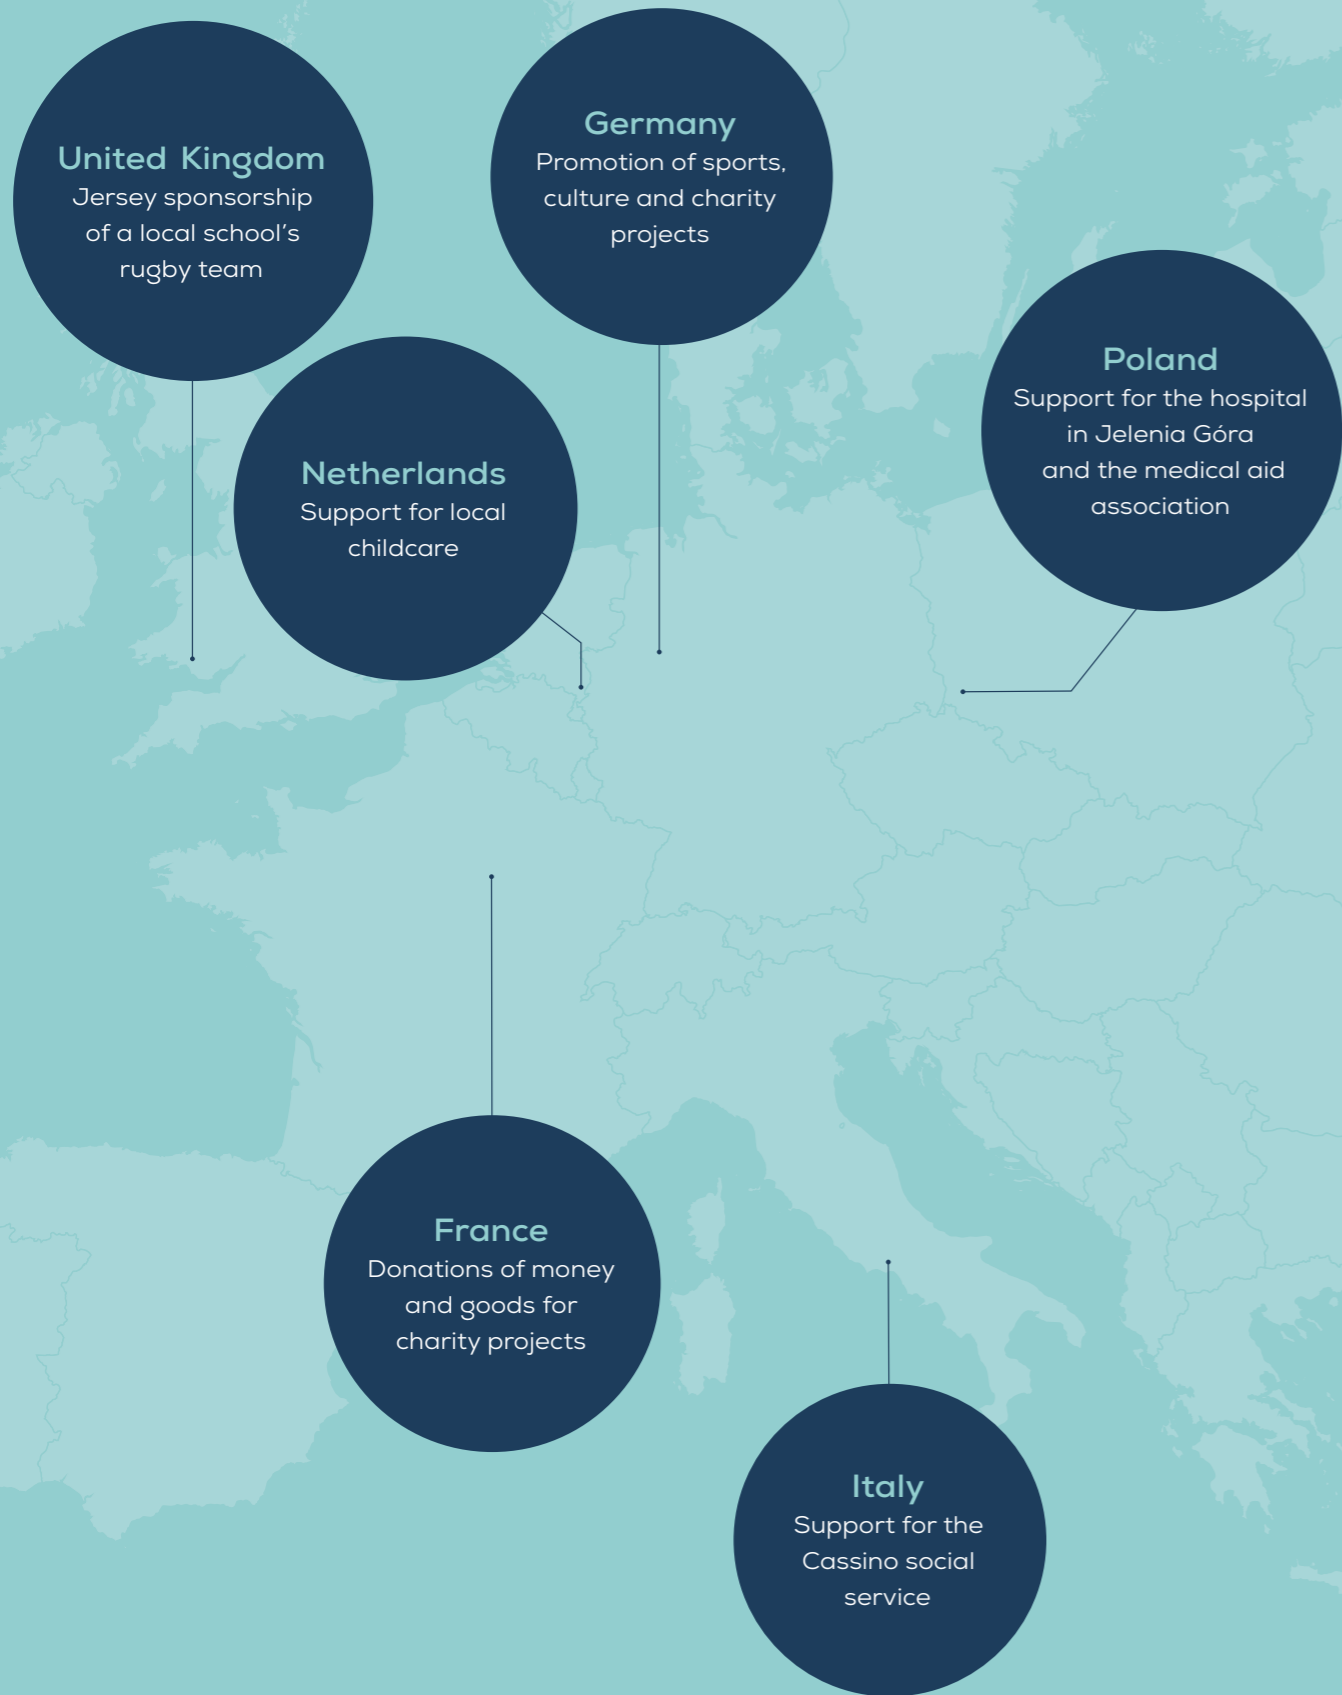 United Kingdom
Jersey sponsorship
of a local school's
rugby team
Germany
Promotion of sports,
culture and charity
projects
Netherlands
Support for local
childcare
Poland
Support for the hospital
in Jelenia Góra
and the medical aid
association
France
Donations of money
and goods for
charity projects
Italy
Support for the
Cassino social
service